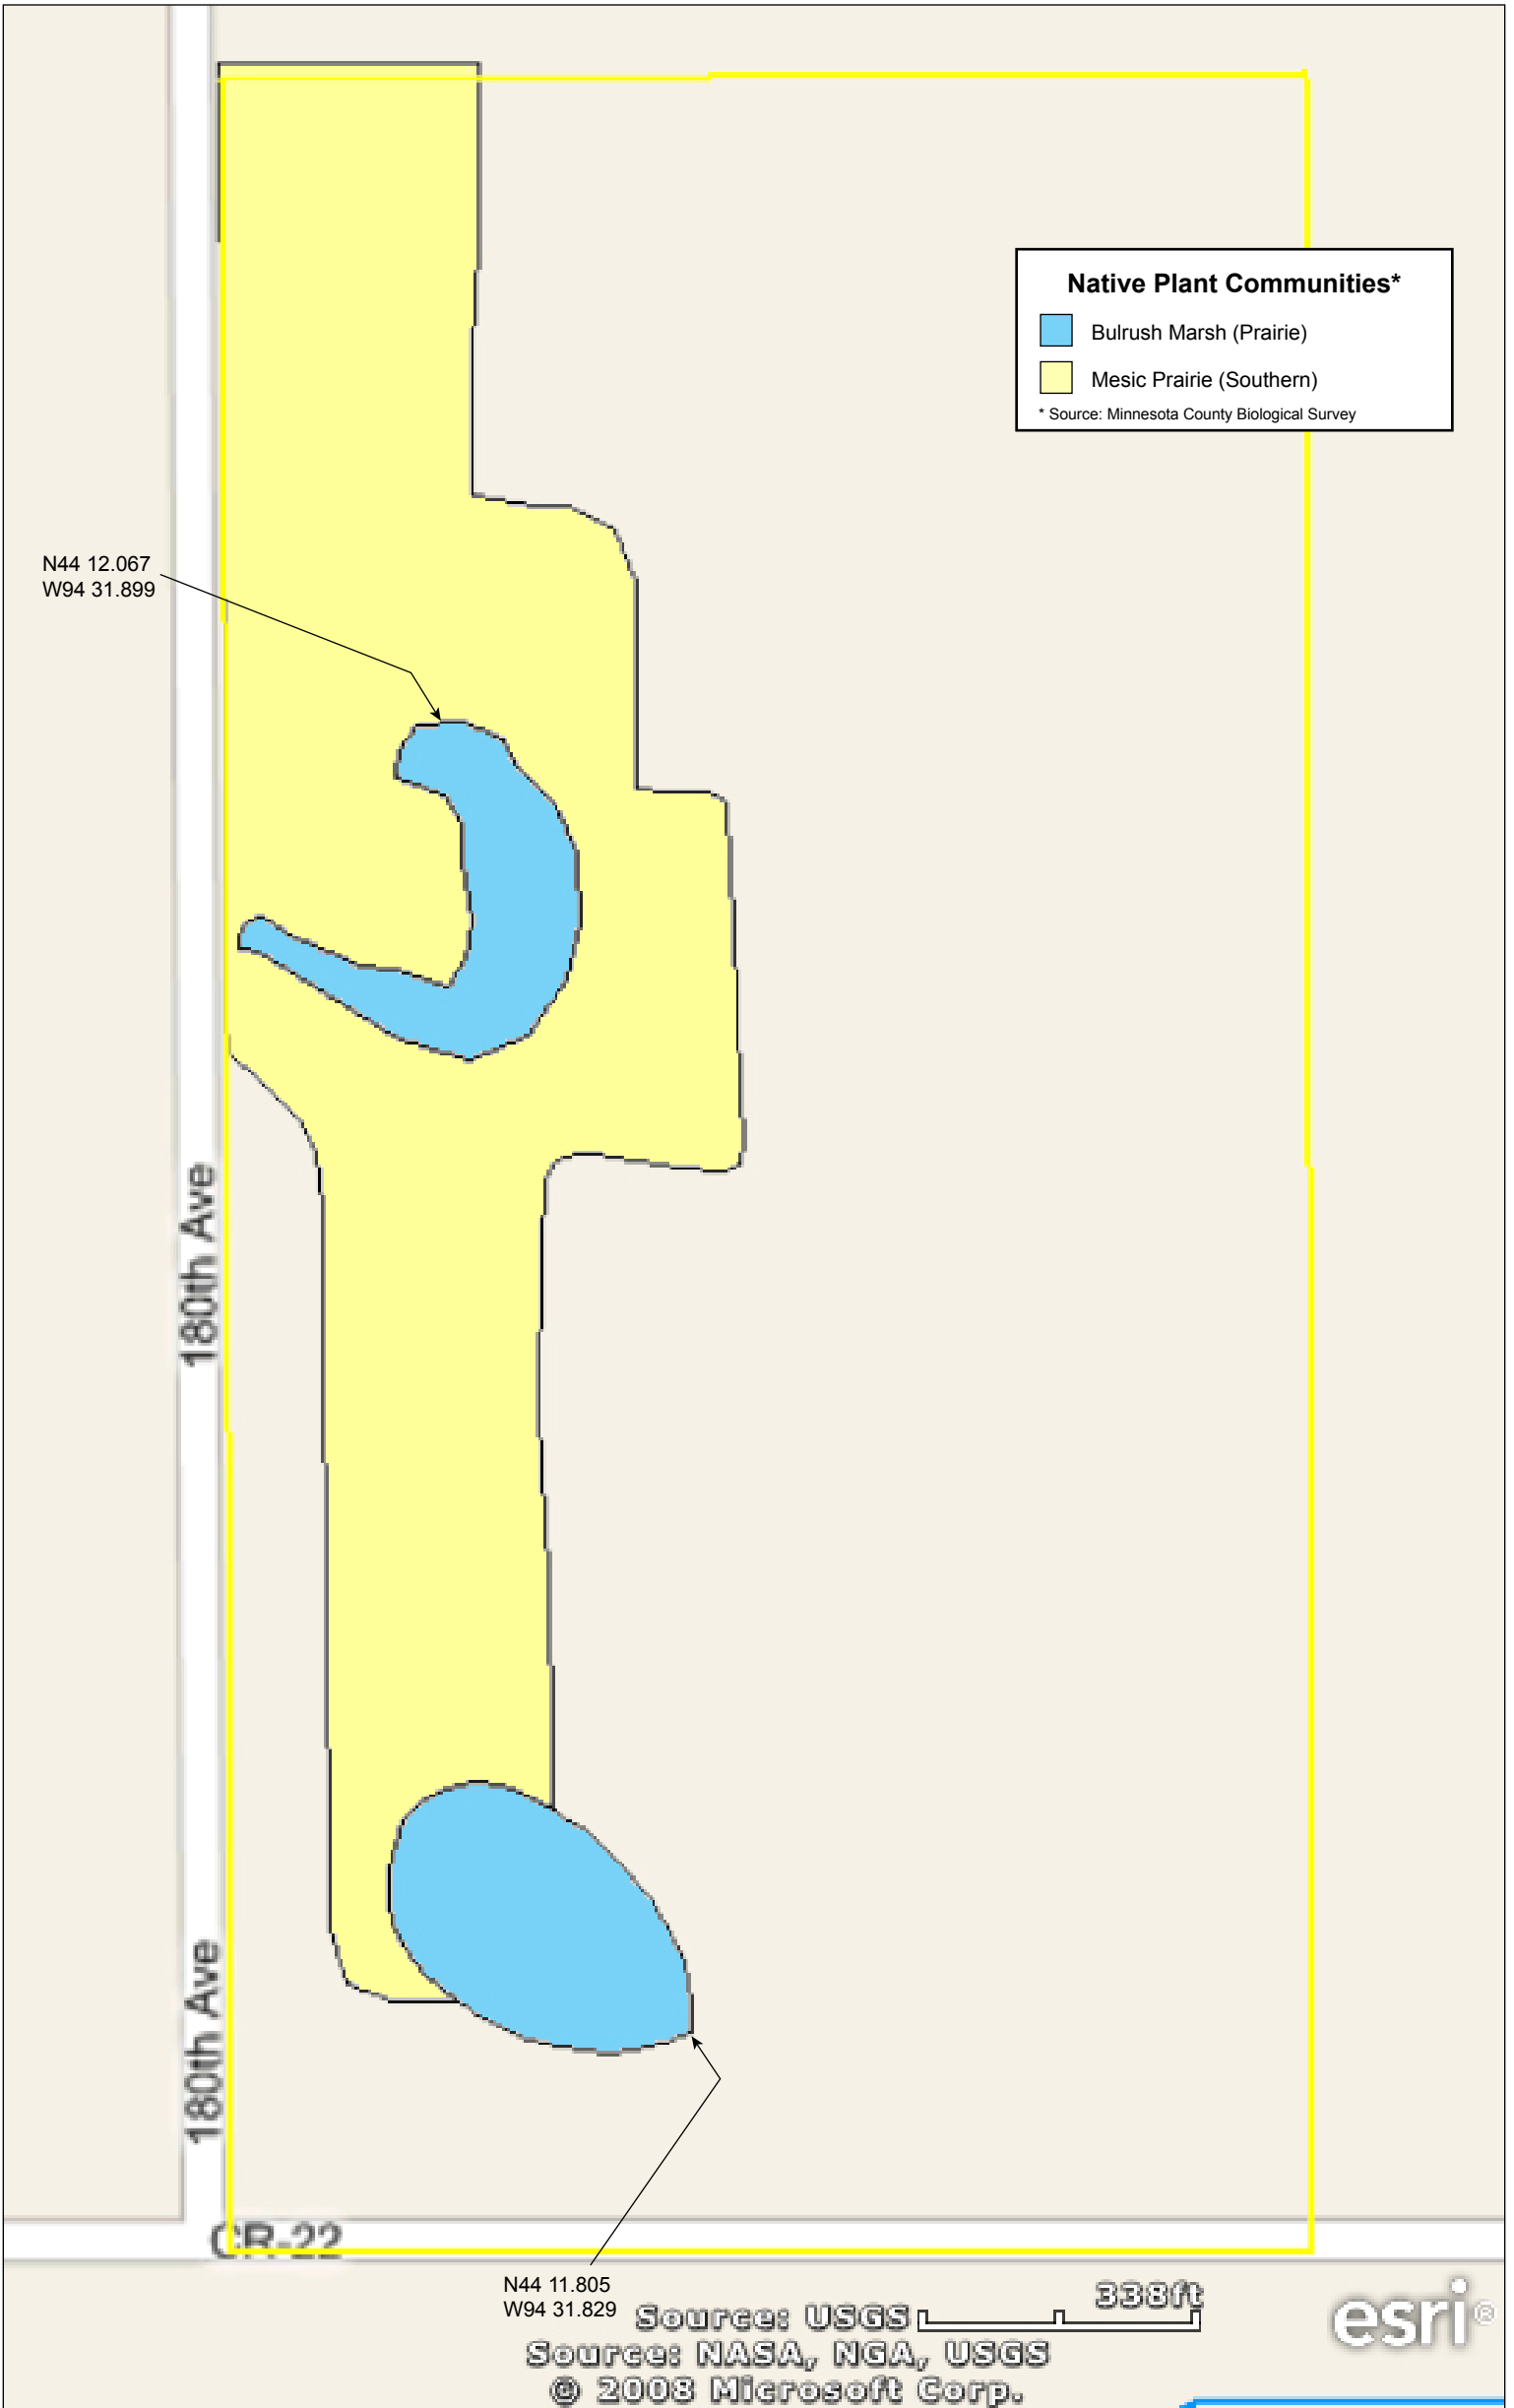 Native Plant Communities*
Bulrush Marsh (Prairie)
Mesic Prairie (Southern)
* Source: Minnesota County Biological Survey
N44 12.067
W94 31.899
180th Ave
180th Ave
CR-22
N44 11.805
W94 31.829
338ft
Source: USGS
Source: NASA, NGA, USGS
© 2008 Microsoft Corp.
esri®